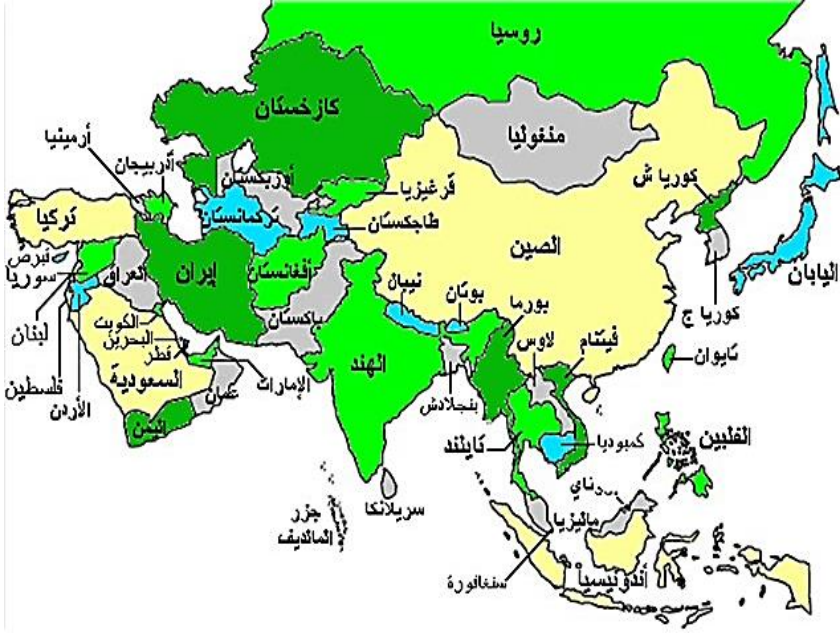 روسيا
كازخستان
منغوليا
أرمينيا
أذربيجان
أوزبكستان
قرغيزيا
كوريا ش
طاجكستان
تركيا
تركمانستان
الصين
اليابان
قبرص
سوريا
العراق
إيران
أفغانستان
نيبال
بوتان
بورما
كوريا ج
لبنان
الكويت
البحرين
قطر
باكستان
لاوس
فيتنام
تايوان
فلسطين
الأردن
السعودية
الإمارات
عمان
الهند
بنجلادش
اليمن
تايلند
كمبوديا
الفلبين
جزر
المالديف
سريلانكا
ماليزيا
سنغافورة
أندونيسيا